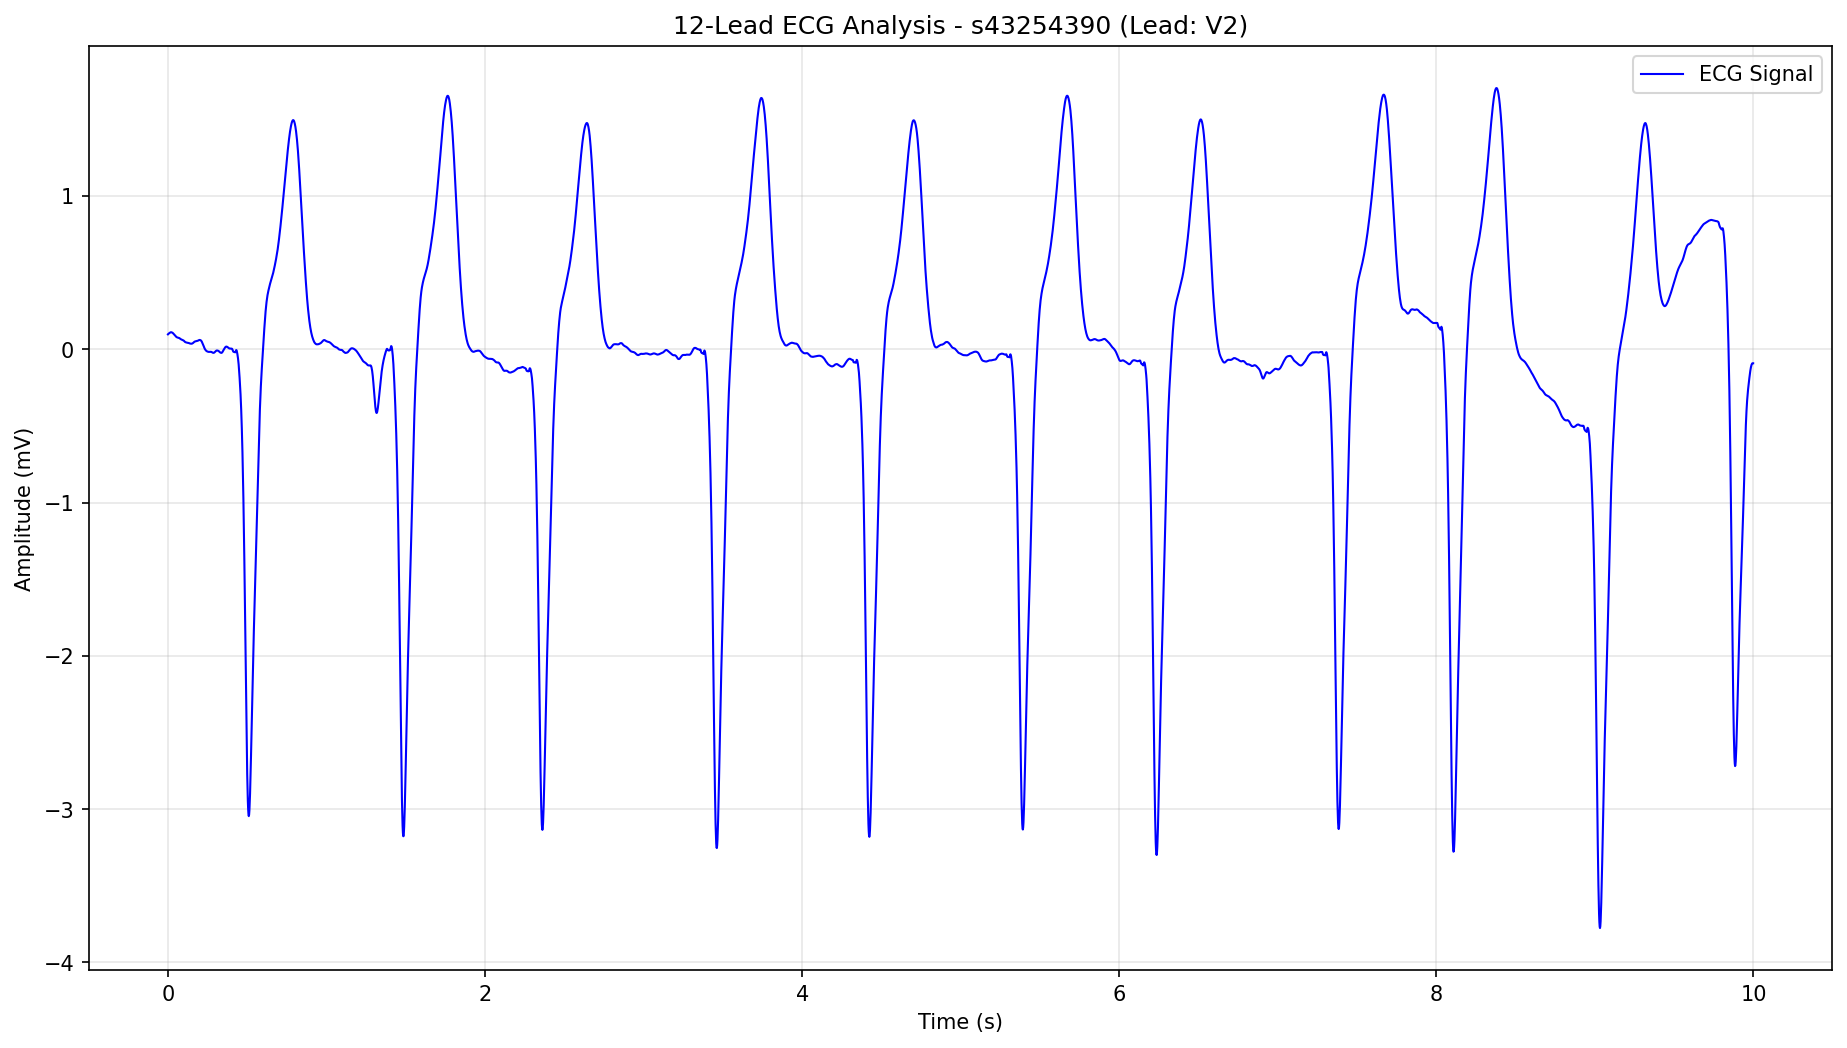 12-Lead ECG Analysis - s43254390 (Lead: V2)
ECG Signal
Amplitude (mV)
1
0
−1
−2
−3
−4
0 2 4 6 8 10
Time (s)